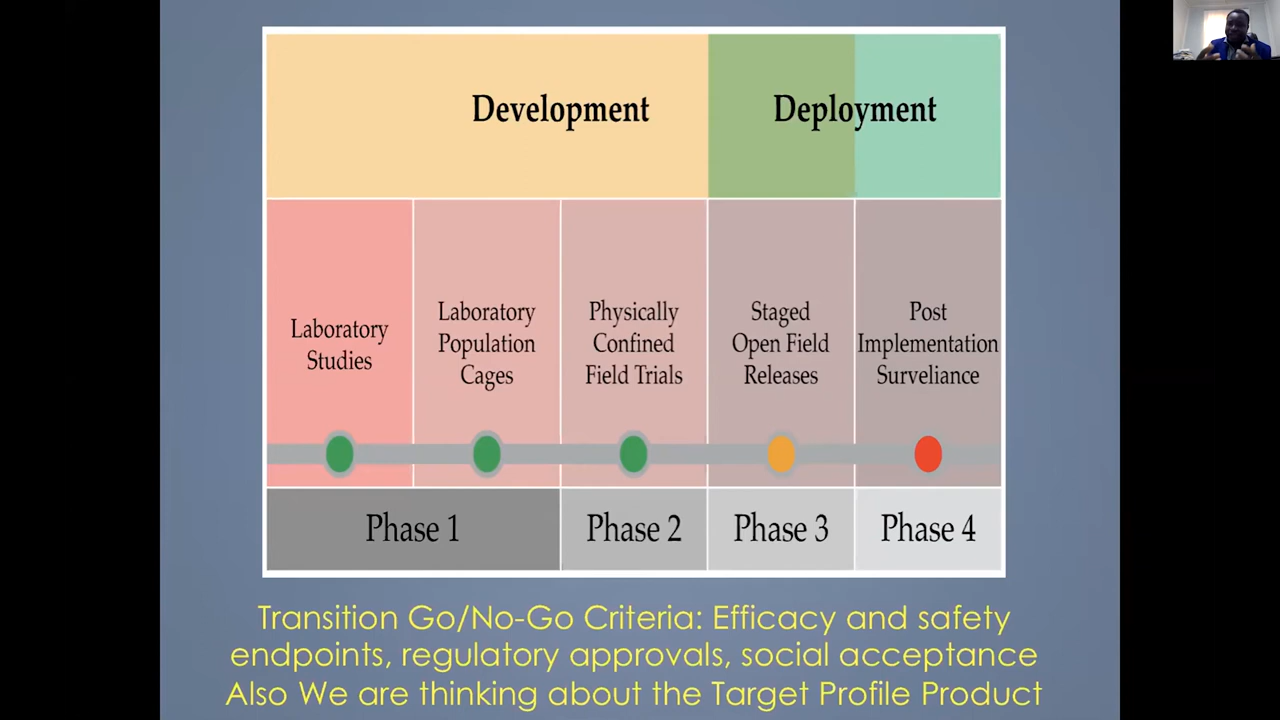 Development
Deployment
Laboratory
Studies
Laboratory
Population
Cages
Physically
Confined
Field Trials
Staged
Open Field
Releases
Post
Implementation
Surveliance
Phase 1
Phase 2
Phase 3
Phase 4
Transition Go/No-Go Criteria: Efficacy and safety
endpoints, regulatory approvals, social acceptance
Also We are thinking about the Target Profile Product